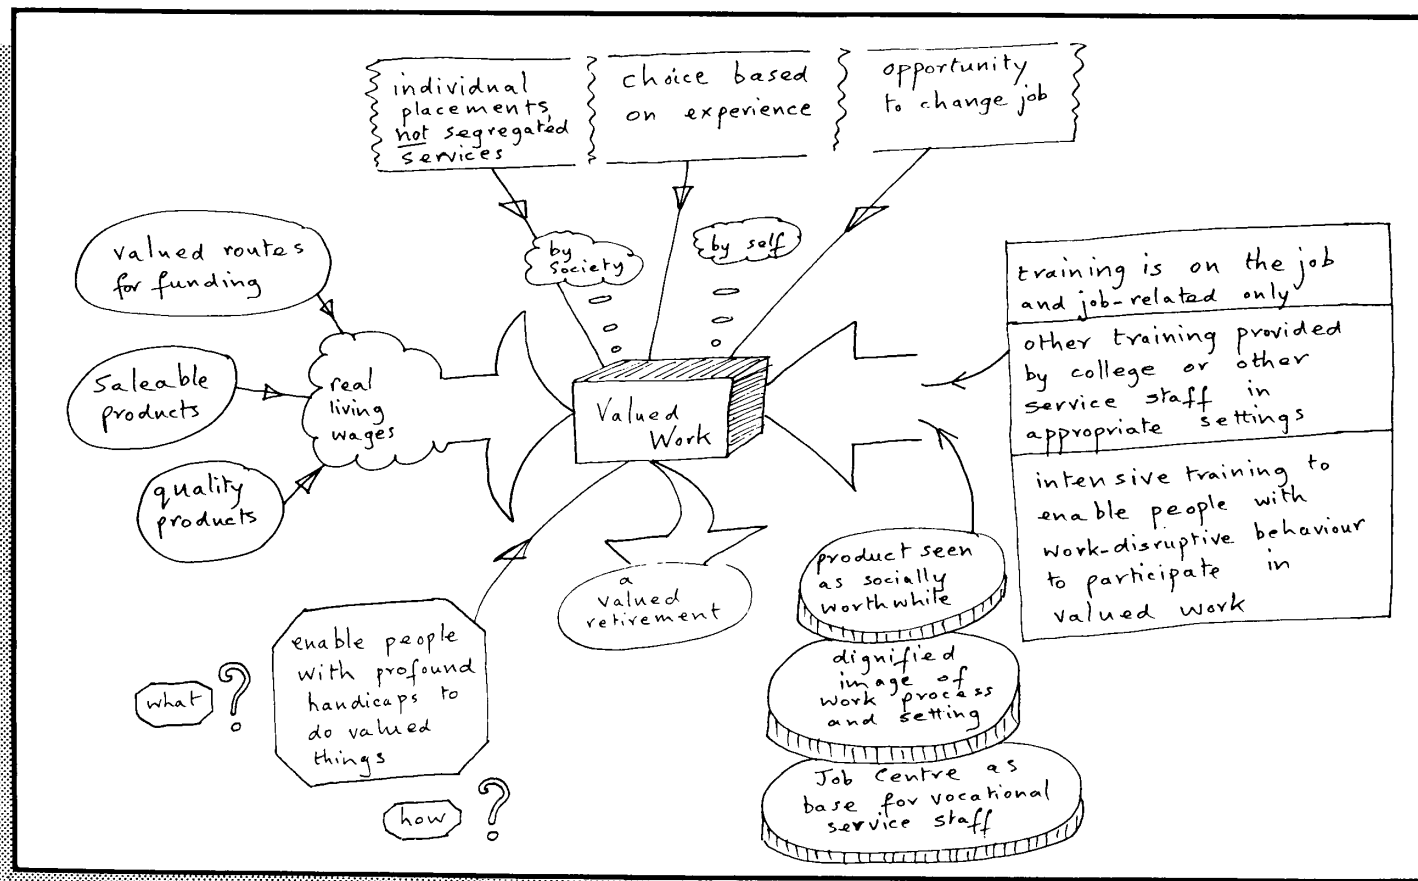 individual
placements,
not segregated
services
choice based
on experience
opportunity
to change job
by
society
by self
valued routes
for funding
Saleable
products
quality
products
real
living
wages
Valued
Work
training is on the job
and job-related only
other training provided
by college or other
service staff in
appropriate settings
intensive training to
enable people with
work-disruptive behaviour
to participate in
valued work
product seen
as socially
worthwhile
dignified
image of
work process
and setting
Job Centre as
base for vocational
service staff
a
valued
retirement
enable people
with profound
handicaps to
do valued
things
what ?
how ?